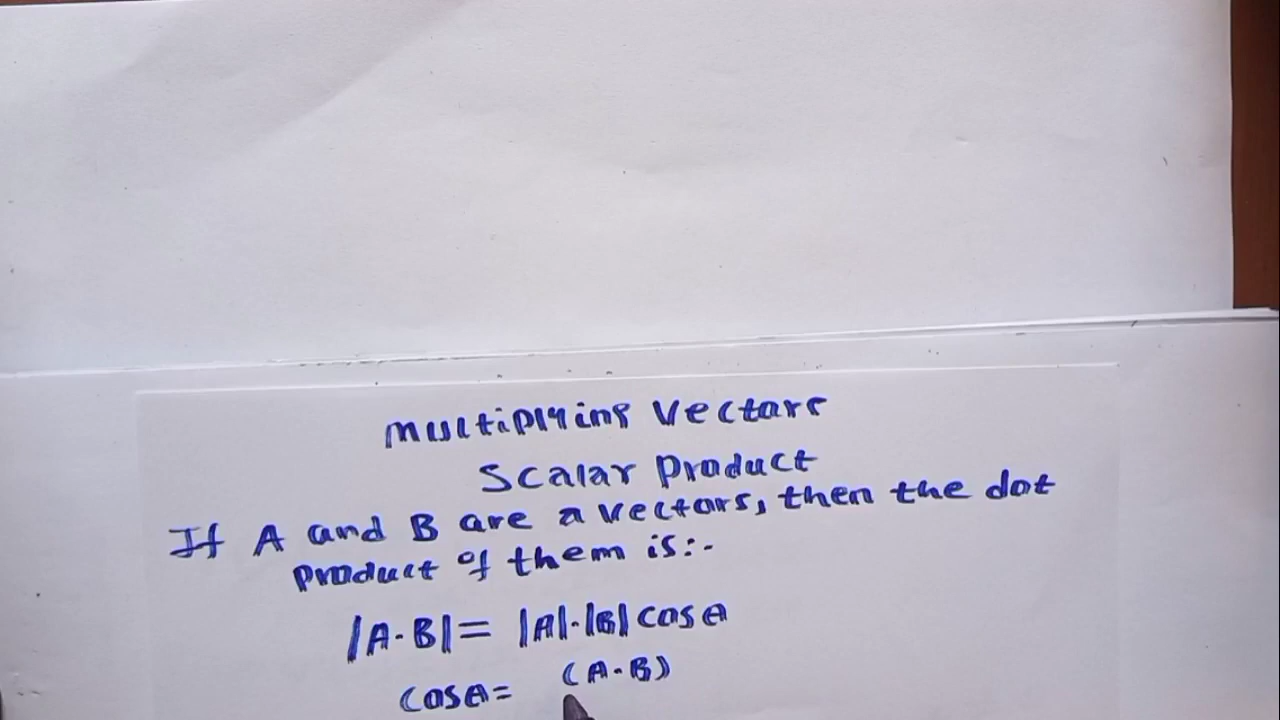 Multiplying Vectors
Scalar Product
If A and B are a vectors, then the dot
product of them is:-
|A·B|= |A|·|B| cosθ
cosθ= (A·B)